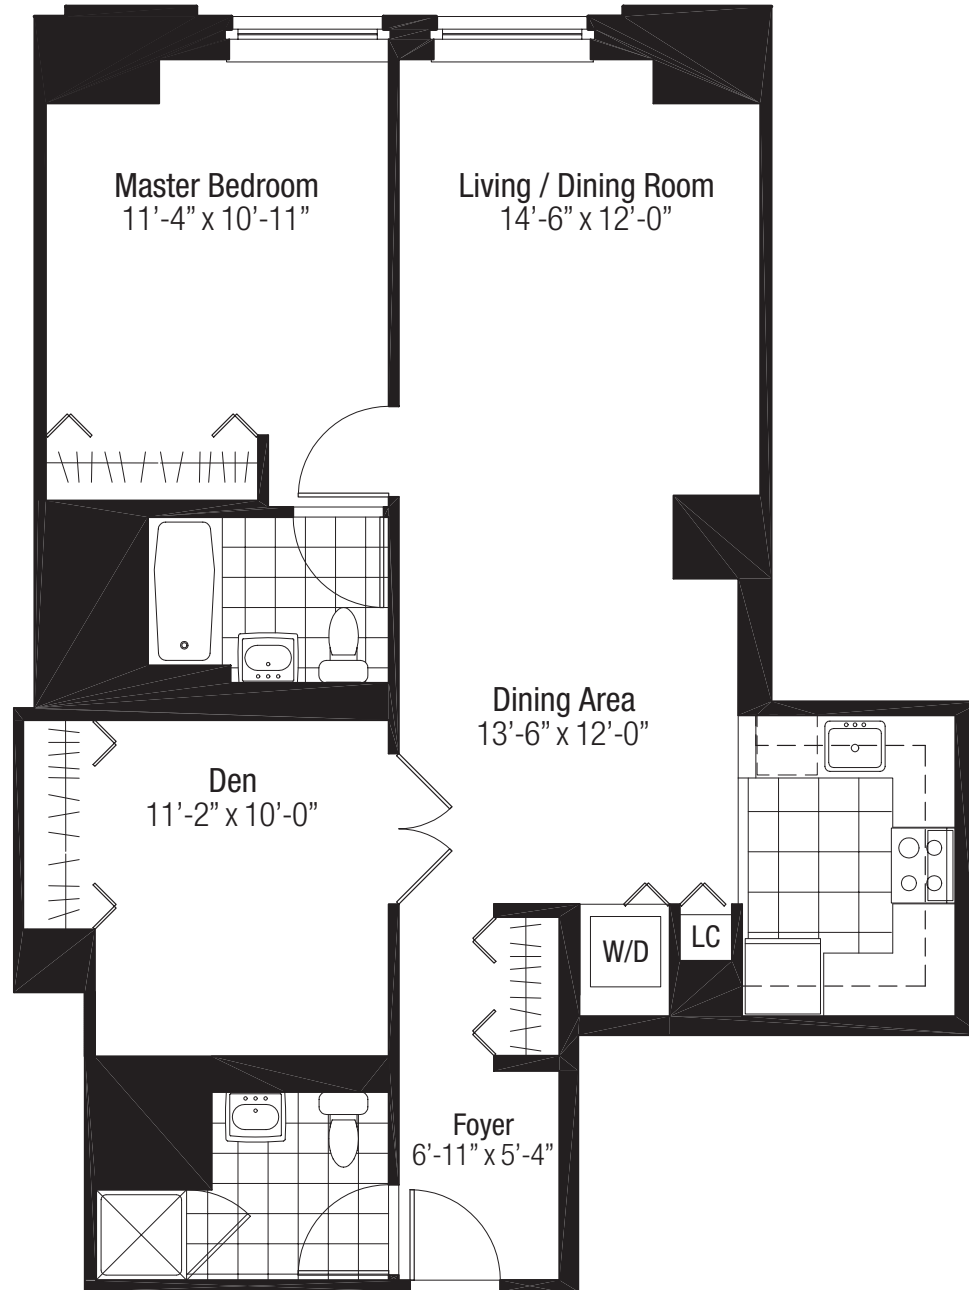 Master Bedroom
11’-4” x 10’-11”
Living / Dining Room
14’-6” x 12’-0”
Dining Area
13’-6” x 12’-0”
Den
11’-2” x 10’-0”
W/D
LC
Foyer
6’-11” x 5’-4”